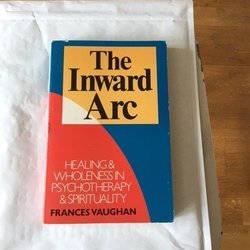 The
Inward
Arc
HEALING &
WHOLENESS IN
PSYCHOTHERAPY
& SPIRITUALITY
FRANCES VAUGHAN